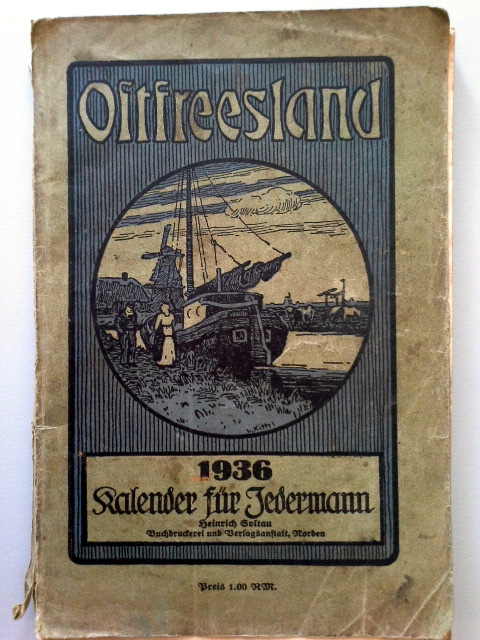 Oſtfreesland
1936
Kalender für Jedermann
Heinrich Soltau
Buchdruckerei und Verlagsanſtalt, Norden
Preis 1.00 RM.